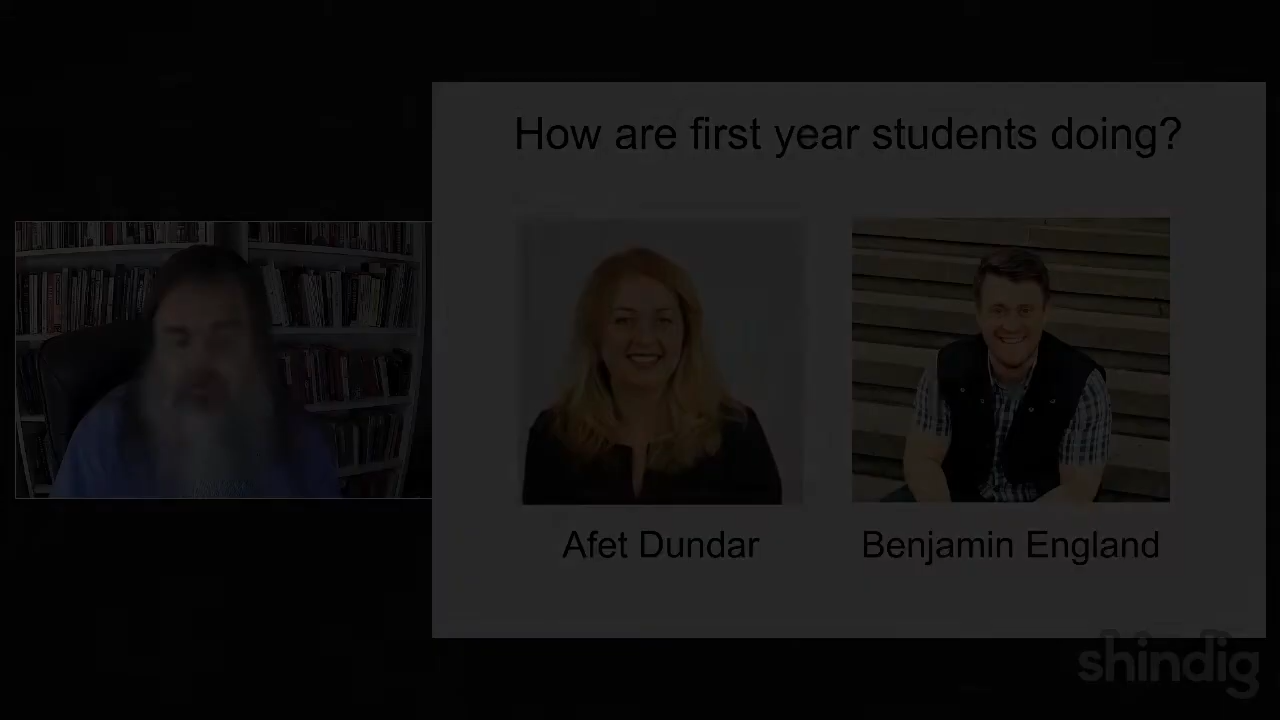 How are first year students doing?
Afet Dundar
Benjamin England
shindig